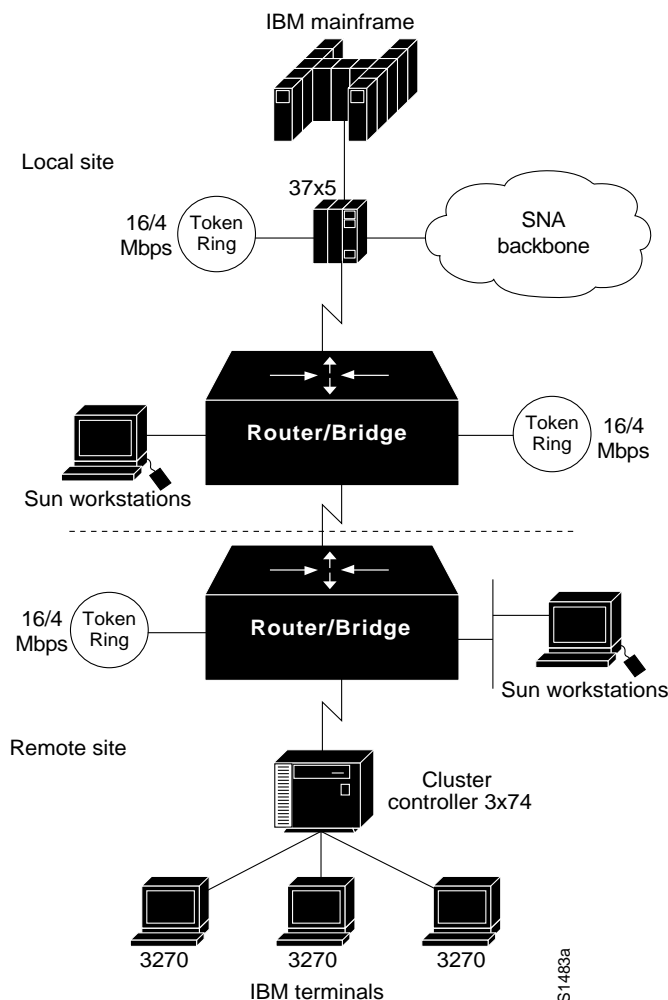 IBM mainframe
Local site
37x5
16/4
Mbps
Token
Ring
SNA
backbone
Router/Bridge
Token
Ring
16/4
Mbps
Sun workstations
16/4
Mbps
Token
Ring
Router/Bridge
Sun workstations
Remote site
Cluster
controller 3x74
3270
3270
3270
IBM terminals
S1483a